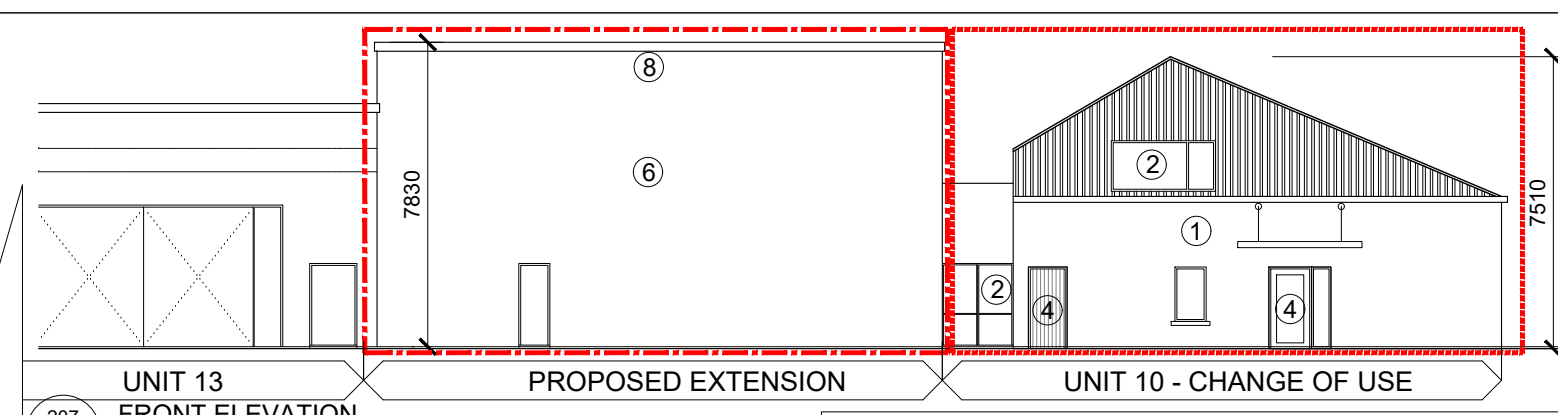 8
6
7830
2
1
2
4
4
7510
UNIT 13
PROPOSED EXTENSION
UNIT 10 - CHANGE OF USE
207
FRONT ELEVATION